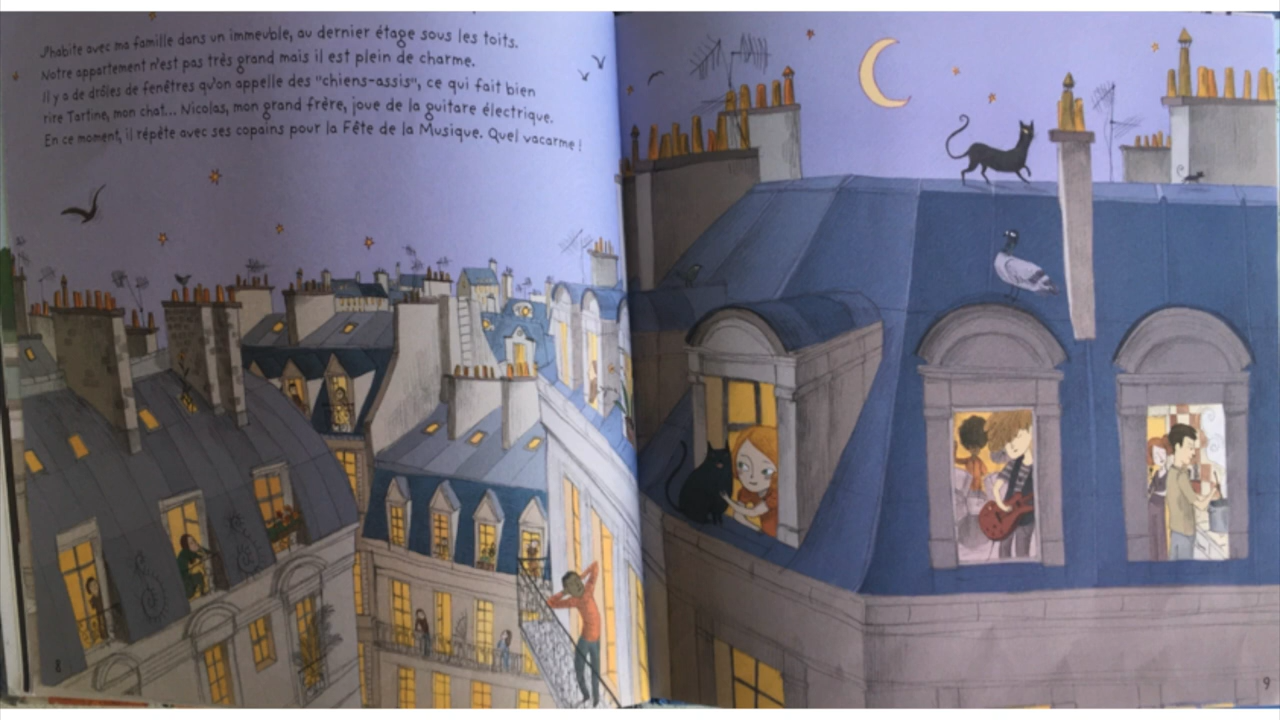 J'habite avec ma famille dans un immeuble, au dernier étage sous les toits.
Notre appartement n'est pas très grand mais il est plein de charme.
Il y a de drôles de fenêtres qu'on appelle des "chiens-assis", ce qui fait bien
rire Tartine, mon chat... Nicolas, mon grand frère, joue de la guitare électrique.
En ce moment, il répète avec ses copains pour la Fête de la Musique. Quel vacarme !
8
9